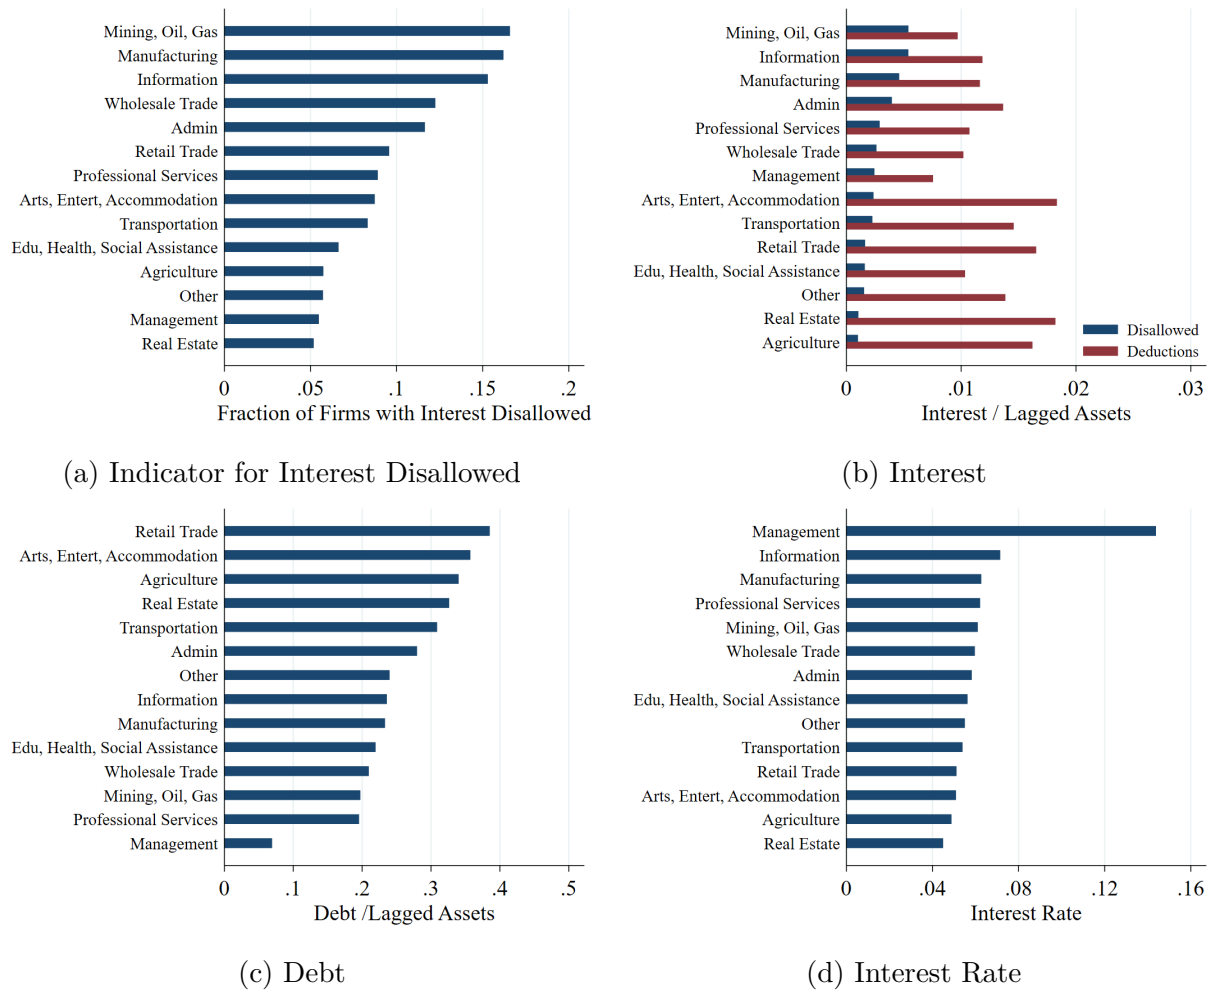 Mining, Oil, Gas
Manufacturing
Information
Wholesale Trade
Admin
Retail Trade
Professional Services
Arts, Entert, Accommodation
Transportation
Edu, Health, Social Assistance
Agriculture
Other
Management
Real Estate
0 .05 .1 .15 .2
Fraction of Firms with Interest Disallowed
(a) Indicator for Interest Disallowed
Mining, Oil, Gas
Information
Manufacturing
Admin
Professional Services
Wholesale Trade
Management
Arts, Entert, Accommodation
Transportation
Retail Trade
Edu, Health, Social Assistance
Other
Real Estate
Agriculture
Disallowed
Deductions
0 .01 .02 .03
Interest / Lagged Assets
(b) Interest
Retail Trade
Arts, Entert, Accommodation
Agriculture
Real Estate
Transportation
Admin
Other
Information
Manufacturing
Edu, Health, Social Assistance
Wholesale Trade
Mining, Oil, Gas
Professional Services
Management
0 .1 .2 .3 .4 .5
Debt /Lagged Assets
(c) Debt
Management
Information
Manufacturing
Professional Services
Mining, Oil, Gas
Wholesale Trade
Admin
Edu, Health, Social Assistance
Other
Transportation
Retail Trade
Arts, Entert, Accommodation
Agriculture
Real Estate
0 .04 .08 .12 .16
Interest Rate
(d) Interest Rate